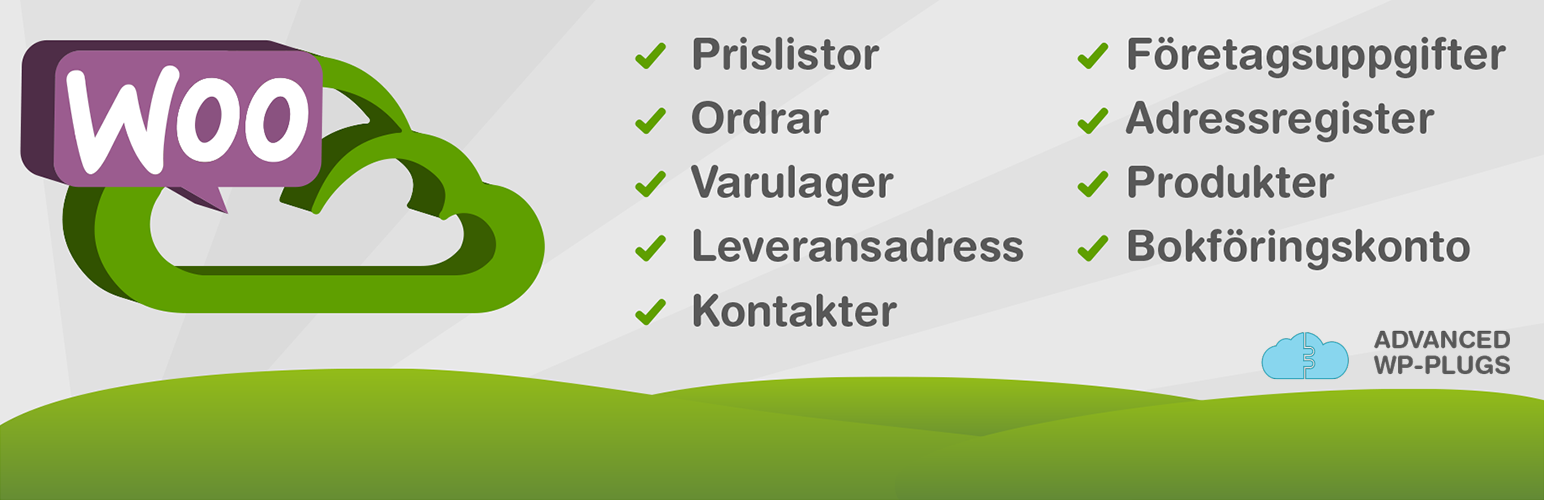 Woo
Prislistor
Ordrar
Varulager
Leveransadress
Kontakter
Företagsuppgifter
Adressregister
Produkter
Bokföringskonto
ADVANCED
WP-PLUGS